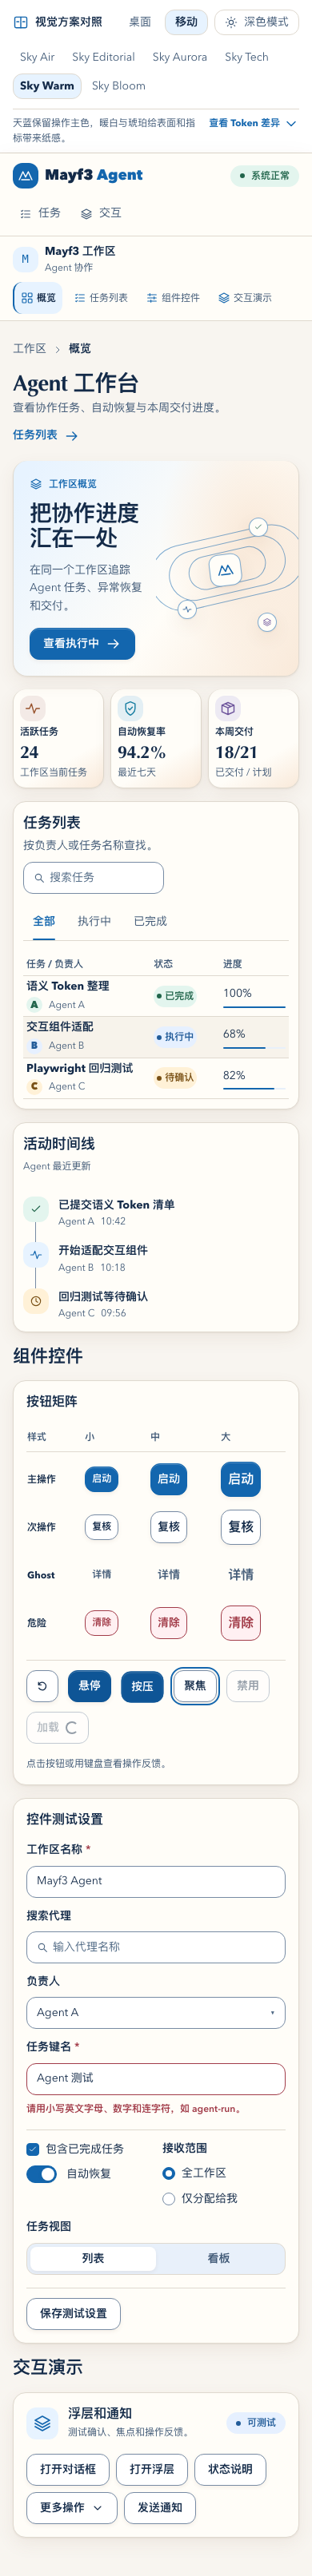 视觉方案对照 桌面 移动 深色模式
Sky Air Sky Editorial Sky Aurora Sky Tech
Sky Warm Sky Bloom
天蓝保留操作主色，暖白与琥珀给表面和指标带来纸感。
查看 Token 差异
Mayf3 Agent 系统正常
任务 交互
M Mayf3 工作区
Agent 协作
概览 任务列表 组件控件 交互演示
工作区 概览
Agent 工作台
查看协作任务、自动恢复与本周交付进度。
任务列表
工作区概览
把协作进度
汇在一处
在同一个工作区追踪
Agent 任务、异常恢复
和交付。
查看执行中
活跃任务
24
工作区当前任务
自动恢复率
94.2%
最近七天
本周交付
18/21
已交付 / 计划
任务列表
按负责人或任务名称查找。
搜索任务
全部 执行中 已完成
任务 / 负责人 状态 进度
语义 Token 整理
A Agent A 已完成 100%
交互组件适配
B Agent B 执行中 68%
Playwright 回归测试
C Agent C 待确认 82%
活动时间线
Agent 最近更新
已提交语义 Token 清单
Agent A 10:42
开始适配交互组件
Agent B 10:18
回归测试等待确认
Agent C 09:56
组件控件
按钮矩阵
样式 小 中 大
主操作 启动 启动 启动
次操作 复核 复核 复核
Ghost 详情 详情 详情
危险 清除 清除 清除
悬停 按压 聚焦 禁用
加载
点击按钮或用键盘查看操作反馈。
控件测试设置
工作区名称 *
Mayf3 Agent
搜索代理
输入代理名称
负责人
Agent A
任务键名 *
Agent 测试
请用小写英文字母、数字和连字符，如 agent-run。
包含已完成任务
自动恢复
接收范围
全工作区
仅分配给我
任务视图
列表 看板
保存测试设置
交互演示
浮层和通知
测试确认、焦点和操作反馈。
可测试
打开对话框 打开浮层 状态说明
更多操作 发送通知